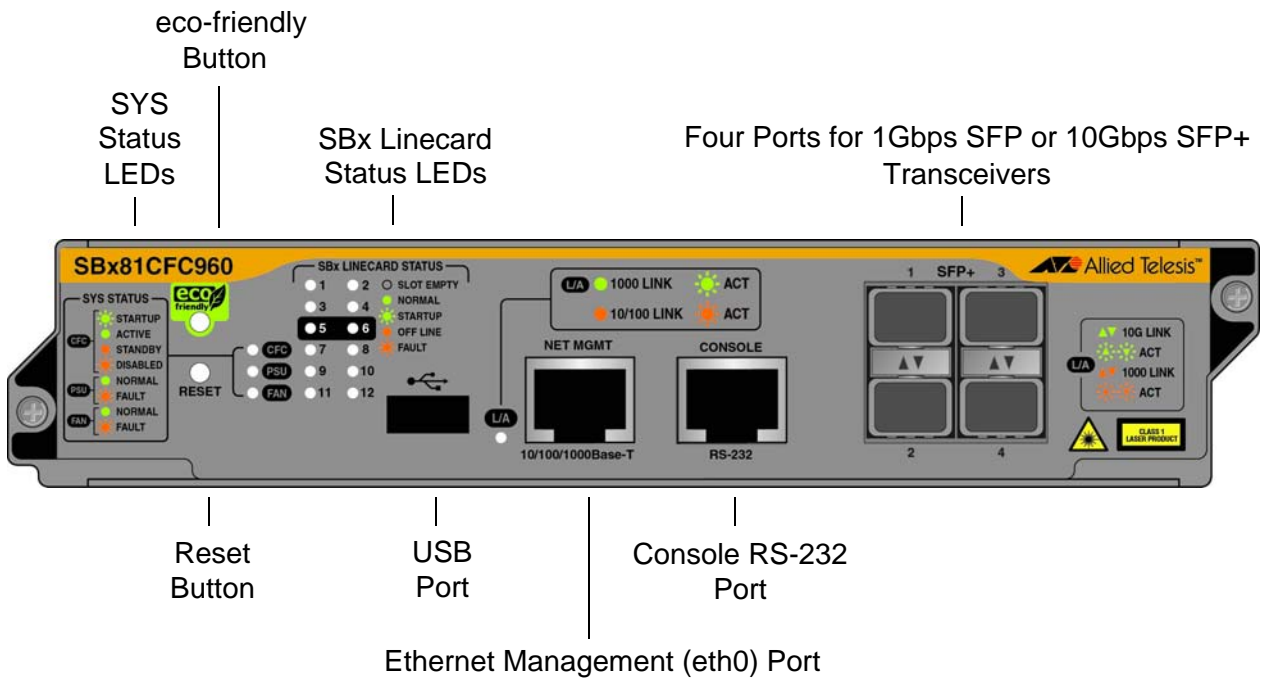 eco-friendly
Button
SYS
Status
LEDs
SBx Linecard
Status LEDs
Four Ports for 1Gbps SFP or 10Gbps SFP+
Transceivers
SBx81CFC960
eco
friendly
SYS STATUS
CFC
STARTUP
ACTIVE
STANDBY
DISABLED
PSU
NORMAL
FAULT
FAN
NORMAL
FAULT
RESET
SBx LINECARD STATUS
1 2
3 4
5 6
CFC 7 8
PSU 9 10
FAN 11 12
SLOT EMPTY
NORMAL
STARTUP
OFF LINE
FAULT
L/A 1000 LINK ACT
10/100 LINK ACT
NET MGMT
L/A
10/100/1000Base-T
CONSOLE
RS-232
1 SFP+ 3
2 4
Allied Telesis™
L/A
10G LINK
ACT
1000 LINK
ACT
CLASS 1
LASER PRODUCT
Reset
Button
USB
Port
Console RS-232
Port
Ethernet Management (eth0) Port